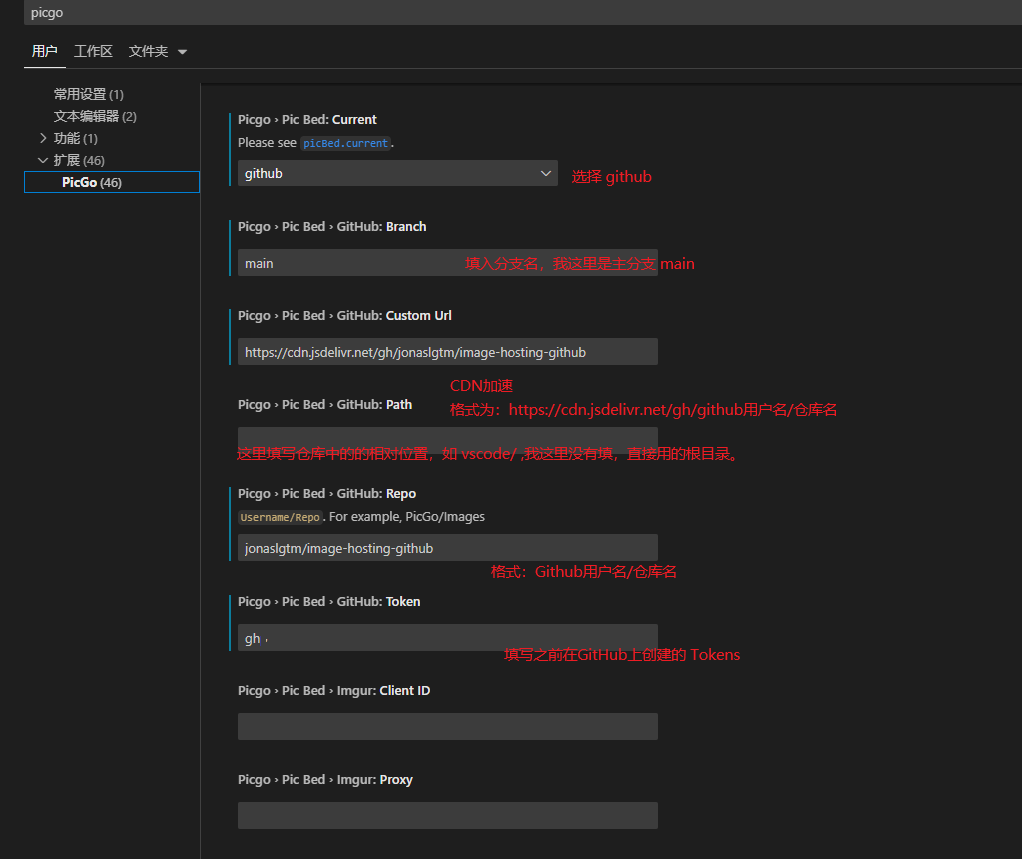 picgo
用户 工作区 文件夹
常用设置 (1)
文本编辑器 (2)
功能 (1)
扩展 (46)
PicGo (46)
Picgo › Pic Bed: Current
Please see picBed.current.
github 选择 github
Picgo › Pic Bed › GitHub: Branch
main 填入分支名，我这里是主分支 main
Picgo › Pic Bed › GitHub: Custom Url
https://cdn.jsdelivr.net/gh/jonaslgtm/image-hosting-github
CDN加速
Picgo › Pic Bed › GitHub: Path
格式为：https://cdn.jsdelivr.net/gh/github用户名/仓库名
这里填写仓库中的的相对位置，如 vscode/ ,我这里没有填，直接用的根目录。
Picgo › Pic Bed › GitHub: Repo
Username/Repo. For example, PicGo/Images
jonaslgtm/image-hosting-github
格式：Github用户名/仓库名
Picgo › Pic Bed › GitHub: Token
gh
填写之前在GitHub上创建的 Tokens
Picgo › Pic Bed › Imgur: Client ID
Picgo › Pic Bed › Imgur: Proxy